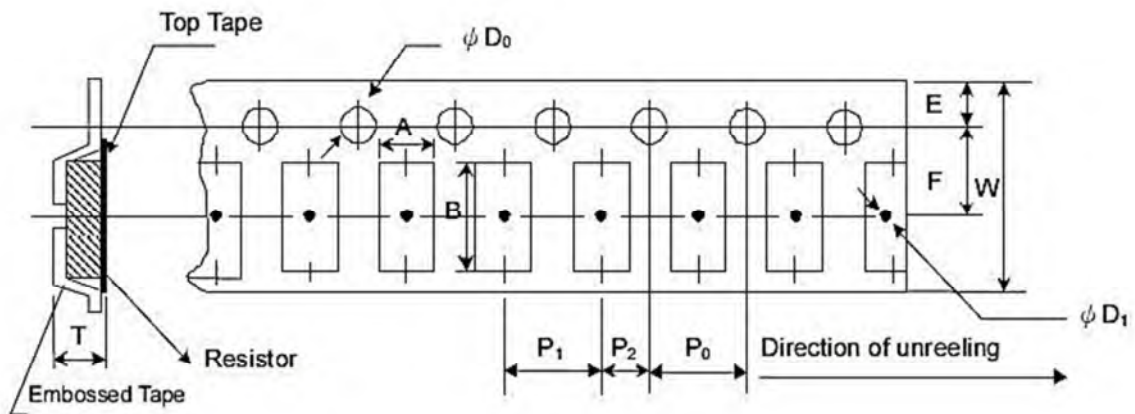 Top Tape
ψ D₀
E
A
F
W
B
ψ D₁
T
P₁
P₂
P₀
Direction of unreeling
Resistor
Embossed Tape